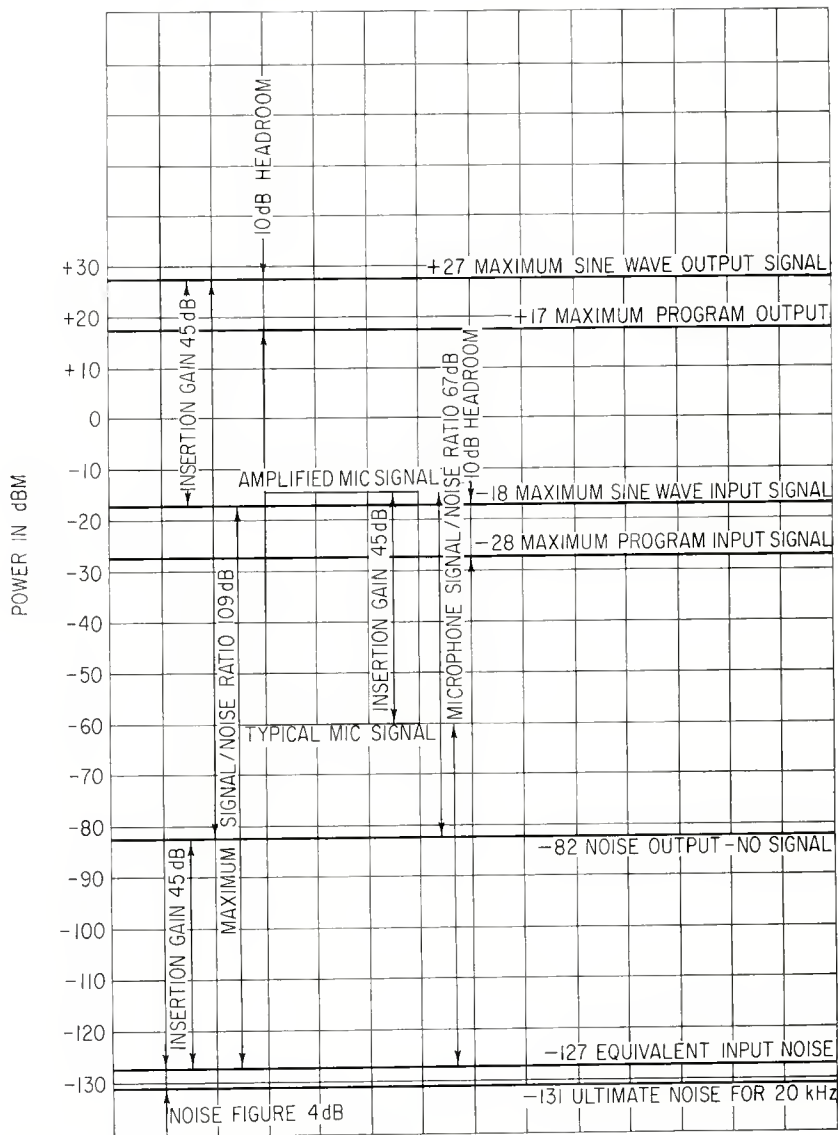 10dB HEADROOM
+27 MAXIMUM SINE WAVE OUTPUT SIGNAL
+17 MAXIMUM PROGRAM OUTPUT
INSERTION GAIN 45dB
MICROPHONE SIGNAL/NOISE RATIO 67dB
10dB HEADROOM
AMPLIFIED MIC SIGNAL
-18 MAXIMUM SINE WAVE INPUT SIGNAL
-28 MAXIMUM PROGRAM INPUT SIGNAL
INSERTION GAIN 45dB
MAXIMUM SIGNAL/NOISE RATIO 109dB
TYPICAL MIC SIGNAL
-82 NOISE OUTPUT-NO SIGNAL
INSERTION GAIN 45dB
-127 EQUIVALENT INPUT NOISE
-131 ULTIMATE NOISE FOR 20 kHz
NOISE FIGURE 4dB
POWER IN dBM
+30
+20
+10
0
-10
-20
-30
-40
-50
-60
-70
-80
-90
-100
-110
-120
-130